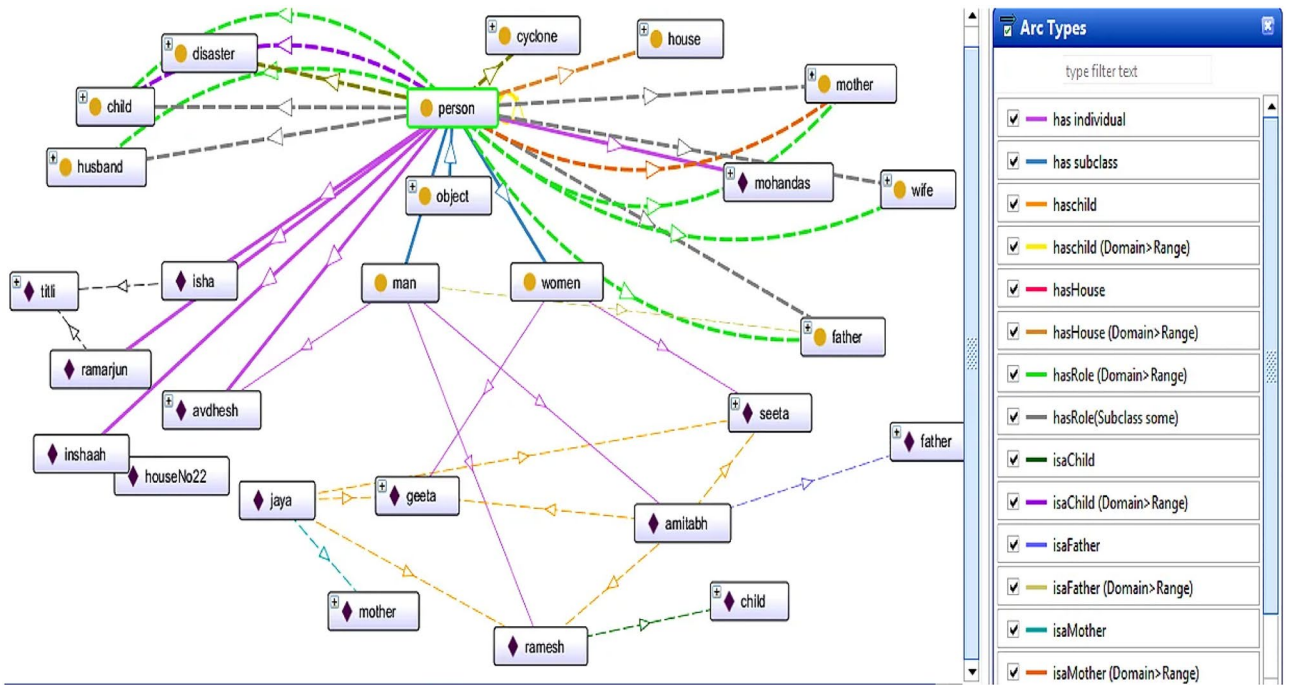 disaster
cyclone
house
child
person
mother
husband
object
mohandas
wife
titli
isha
man
women
father
ramarjun
avdhesh
seeta
inshaah
houseNo22
father
jaya
geeta
amitabh
mother
child
ramesh
Arc Types
type filter text
has individual
has subclass
haschild
haschild (Domain>Range)
hasHouse
hasHouse (Domain>Range)
hasRole (Domain>Range)
hasRole(Subclass some)
isaChild
isaChild (Domain>Range)
isaFather
isaFather (Domain>Range)
isaMother
isaMother (Domain>Range)